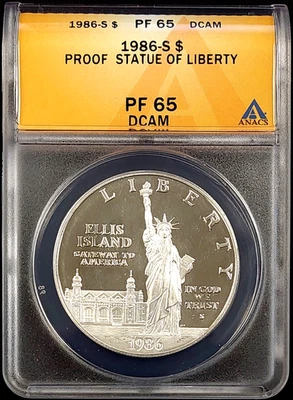 1986-S $ PF 65 DCAM
1986-S $
PROOF STATUE OF LIBERTY
PF 65
DCAM
ANACS
LIBERTY
ELLIS
ISLAND
GATEWAY TO
AMERICA
IN GOD
WE
TRUST
S
1986